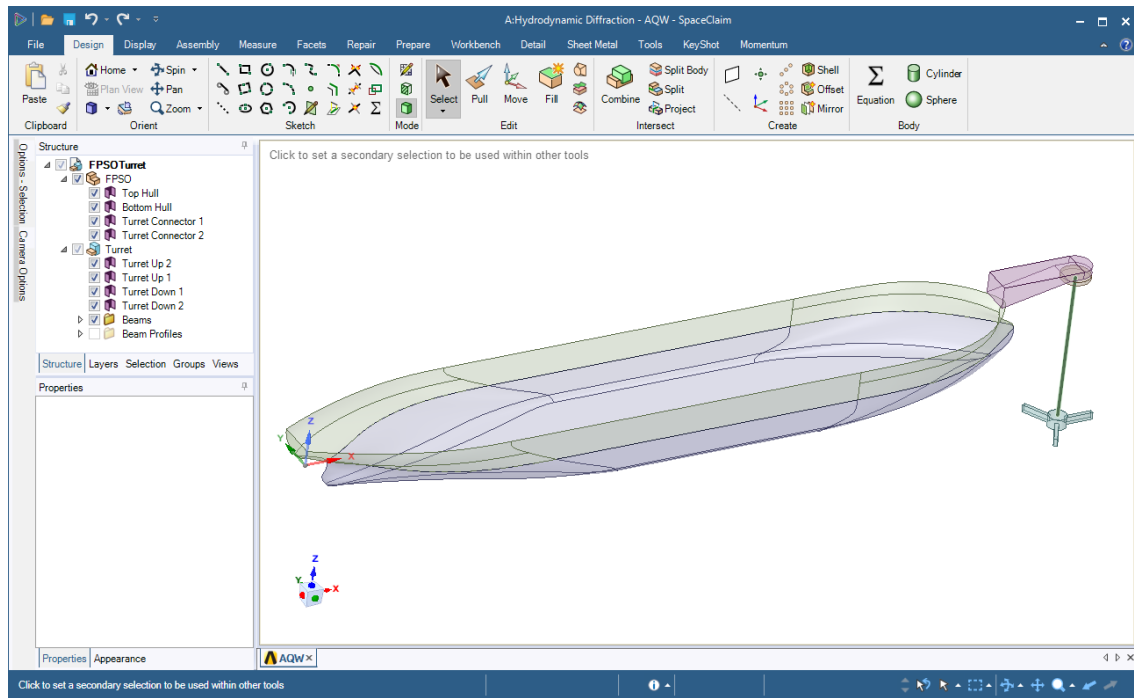 A:Hydrodynamic Diffraction - AQW - SpaceClaim
File Design Display Assembly Measure Facets Repair Prepare Workbench Detail Sheet Metal Tools KeyShot Momentum
Paste
Clipboard
Home Spin
Plan View Pan
Zoom
Orient
Sketch
Mode
Select Pull Move Fill
Edit
Combine
Split Body
Split
Project
Intersect
Shell
Offset
Mirror
Create
Σ
Equation
Cylinder
Sphere
Body
Options - Selection
Camera Options
Structure
FPSOTurret
FPSO
Top Hull
Bottom Hull
Turret Connector 1
Turret Connector 2
Turret
Turret Up 2
Turret Up 1
Turret Down 1
Turret Down 2
Beams
Beam Profiles
Structure Layers Selection Groups Views
Properties
Properties Appearance
Click to set a secondary selection to be used within other tools
Z
Y
X
Z
Y
X
AQW
Click to set a secondary selection to be used within other tools